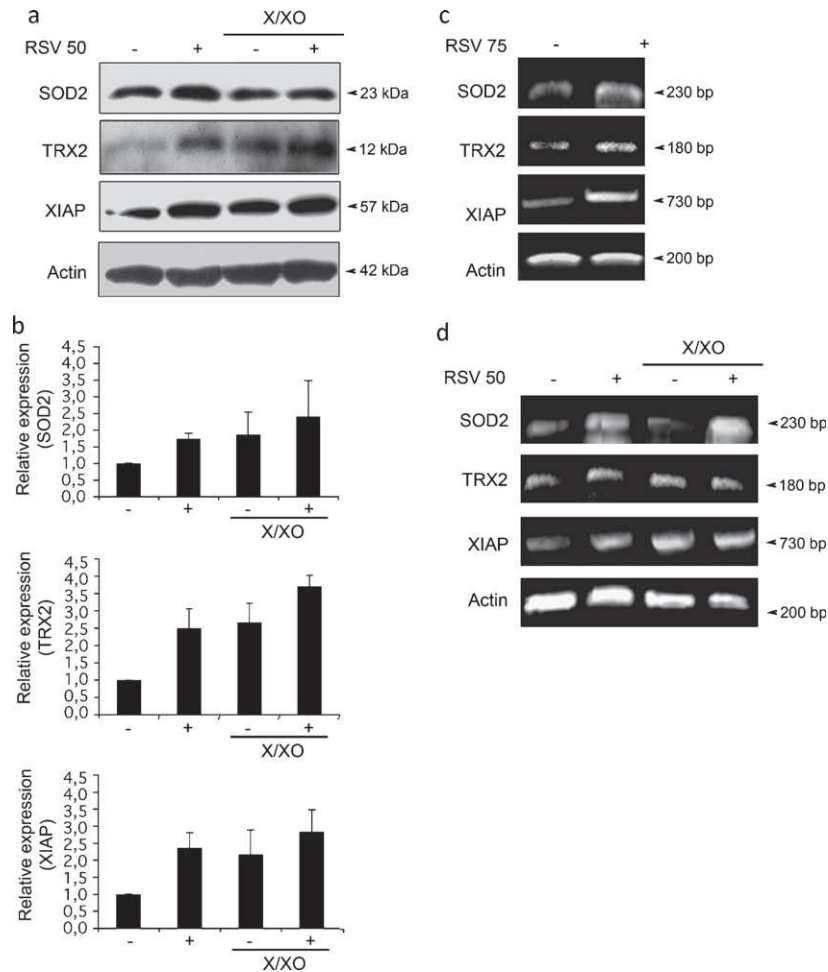 a
X/XO
RSV 50 - + - +
SOD2 23 kDa
TRX2 12 kDa
XIAP 57 kDa
Actin 42 kDa
b
Relative expression
(SOD2)
4,5
4,0
3,5
3,0
2,5
2,0
1,5
1,0
0,5
0,0
- + - +
X/XO
Relative expression
(TRX2)
4,5
4,0
3,5
3,0
2,5
2,0
1,5
1,0
0,5
0,0
- + - +
X/XO
Relative expression
(XIAP)
4,5
4,0
3,5
3,0
2,5
2,0
1,5
1,0
0,5
0,0
- + - +
X/XO
c
RSV 75 - +
SOD2 230 bp
TRX2 180 bp
XIAP 730 bp
Actin 200 bp
d
X/XO
RSV 50 - + - +
SOD2 230 bp
TRX2 180 bp
XIAP 730 bp
Actin 200 bp